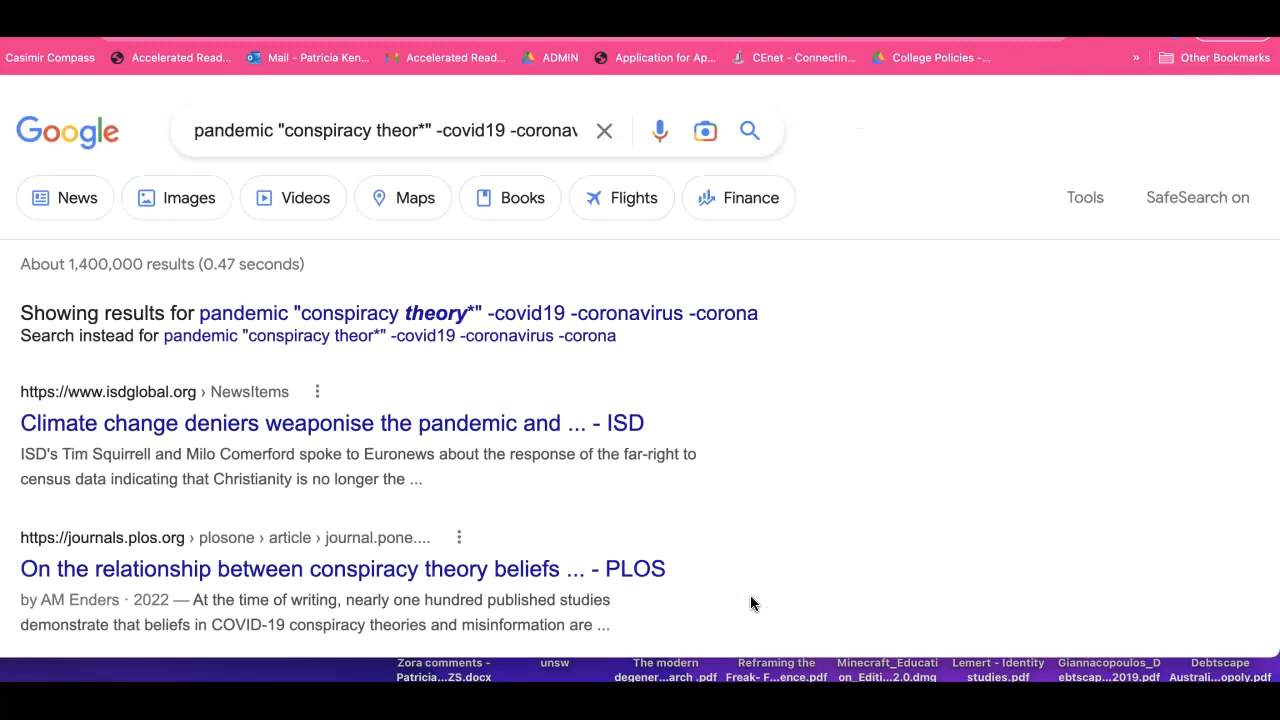 Casimir Compass Accelerated Read... Mail - Patricia Ken... Accelerated Read... ADMIN Application for Ap... CEnet - Connectin... College Policies -... » Other Bookmarks
Google pandemic "conspiracy theor*" -covid19 -coronav
News Images Videos Maps Books Flights Finance Tools SafeSearch on
About 1,400,000 results (0.47 seconds)
Showing results for pandemic "conspiracy theory*" -covid19 -coronavirus -corona
Search instead for pandemic "conspiracy theor*" -covid19 -coronavirus -corona
https://www.isdglobal.org › NewsItems
Climate change deniers weaponise the pandemic and ... - ISD
ISD's Tim Squirrell and Milo Comerford spoke to Euronews about the response of the far-right to
census data indicating that Christianity is no longer the ...
https://journals.plos.org › plosone › article › journal.pone....
On the relationship between conspiracy theory beliefs ... - PLOS
by AM Enders · 2022 — At the time of writing, nearly one hundred published studies
demonstrate that beliefs in COVID-19 conspiracy theories and misinformation are ...
Zora comments - unsw The modern Reframing the Minecraft_Educati Lemert - Identity Giannacopoulos_D Debtscape
Patricia...ZS.docx degener...arch .pdf Freak- F...ence.pdf on_Editi...2.0.dmg studies.pdf ebtscap...2019.pdf Australi...opoly.pdf